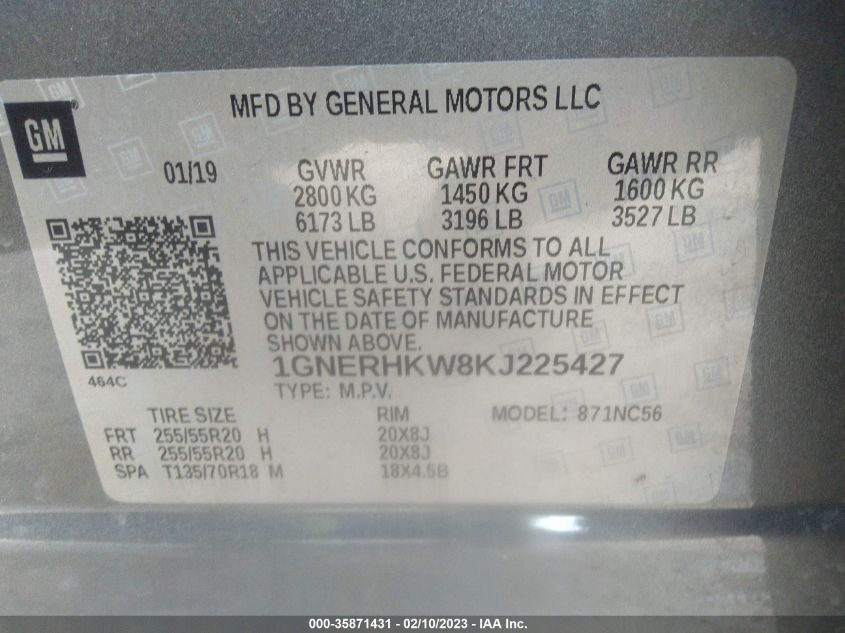 MFD BY GENERAL MOTORS LLC
GM
01/19 GVWR GAWR FRT GAWR RR
2800 KG 1450 KG 1600 KG
6173 LB 3196 LB 3527 LB
THIS VEHICLE CONFORMS TO ALL
APPLICABLE U.S. FEDERAL MOTOR
VEHICLE SAFETY STANDARDS IN EFFECT
ON THE DATE OF MANUFACTURE
SHOWN ABOVE.
1GNERHKW8KJ225427
464C
TYPE: M.P.V.
TIRE SIZE RIM MODEL: 871NC56
FRT 255/55R20 H 20X8J
RR 255/55R20 H 20X8J
SPA T135/70R18 M 18X4.5B
000-35871431 - 02/10/2023 - IAA Inc.